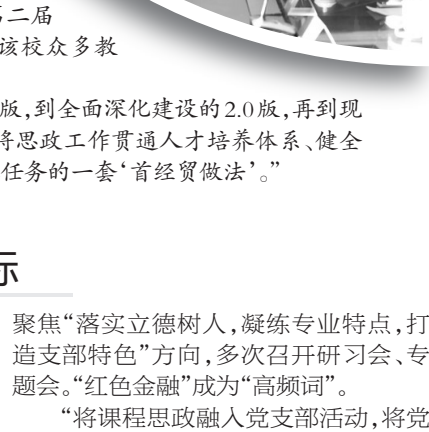 第二届
该校众多教
版，到全面深化建设的2.0版，再到现
将思政工作贯通人才培养体系、健全
任务的一套‘首经贸做法’。”
标
聚焦“落实立德树人，凝练专业特点，打
造支部特色”方向，多次召开研习会、专
题会。“红色金融”成为“高频词”。
“将课程思政融入党支部活动，将党